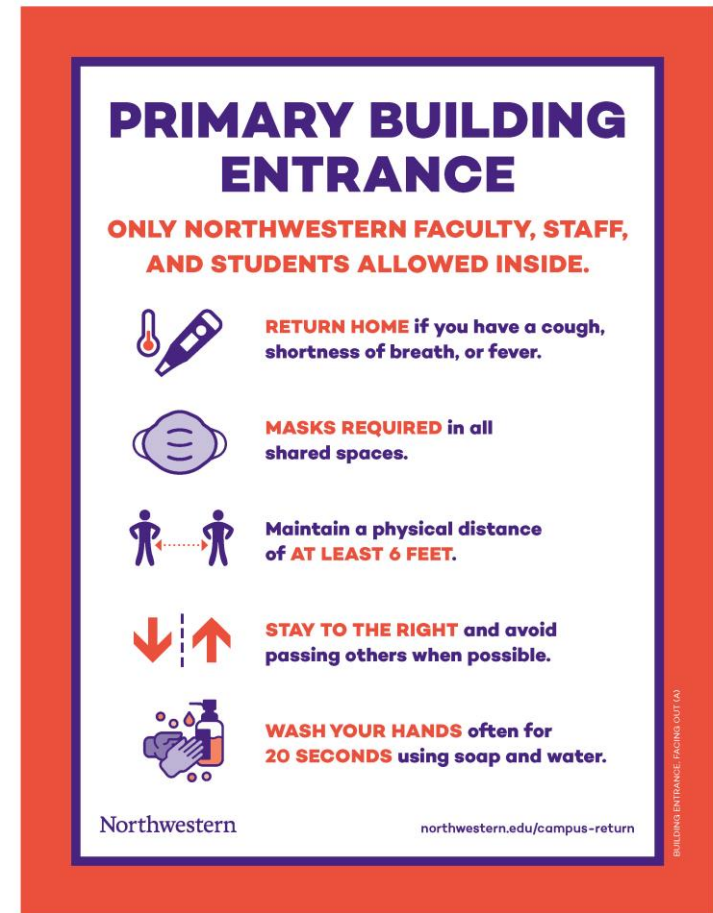 PRIMARY BUILDING
ENTRANCE
ONLY NORTHWESTERN FACULTY, STAFF,
AND STUDENTS ALLOWED INSIDE.
RETURN HOME if you have a cough,
shortness of breath, or fever.
MASKS REQUIRED in all
shared spaces.
Maintain a physical distance
of AT LEAST 6 FEET.
STAY TO THE RIGHT and avoid
passing others when possible.
WASH YOUR HANDS often for
20 SECONDS using soap and water.
Northwestern
northwestern.edu/campus-return
BUILDING ENTRANCE, FACING OUT (A)